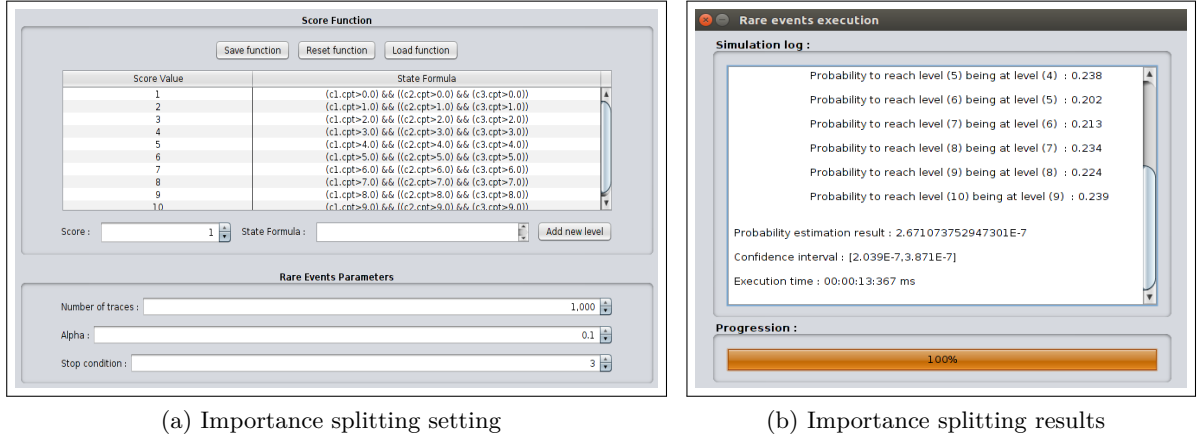 Score Function
Save function Reset function Load function
Score Value State Formula
1 (c1.cpt>0.0) && ((c2.cpt>0.0) && (c3.cpt>0.0))
2 (c1.cpt>1.0) && ((c2.cpt>1.0) && (c3.cpt>1.0))
3 (c1.cpt>2.0) && ((c2.cpt>2.0) && (c3.cpt>2.0))
4 (c1.cpt>3.0) && ((c2.cpt>3.0) && (c3.cpt>3.0))
5 (c1.cpt>4.0) && ((c2.cpt>4.0) && (c3.cpt>4.0))
6 (c1.cpt>5.0) && ((c2.cpt>5.0) && (c3.cpt>5.0))
7 (c1.cpt>6.0) && ((c2.cpt>6.0) && (c3.cpt>6.0))
8 (c1.cpt>7.0) && ((c2.cpt>7.0) && (c3.cpt>7.0))
9 (c1.cpt>8.0) && ((c2.cpt>8.0) && (c3.cpt>8.0))
10 (c1.cpt>9.0) && ((c2.cpt>9.0) && (c3.cpt>9.0))
Score : 1 State Formula : Add new level
Rare Events Parameters
Number of traces : 1,000
Alpha : 0.1
Stop condition : 3
(a) Importance splitting setting
Rare events execution
Simulation log :
Probability to reach level (5) being at level (4) : 0.238
Probability to reach level (6) being at level (5) : 0.202
Probability to reach level (7) being at level (6) : 0.213
Probability to reach level (8) being at level (7) : 0.234
Probability to reach level (9) being at level (8) : 0.224
Probability to reach level (10) being at level (9) : 0.239
Probability estimation result : 2.671073752947301E-7
Confidence interval : [2.039E-7,3.871E-7]
Execution time : 00:00:13:367 ms
Progression :
100%
(b) Importance splitting results